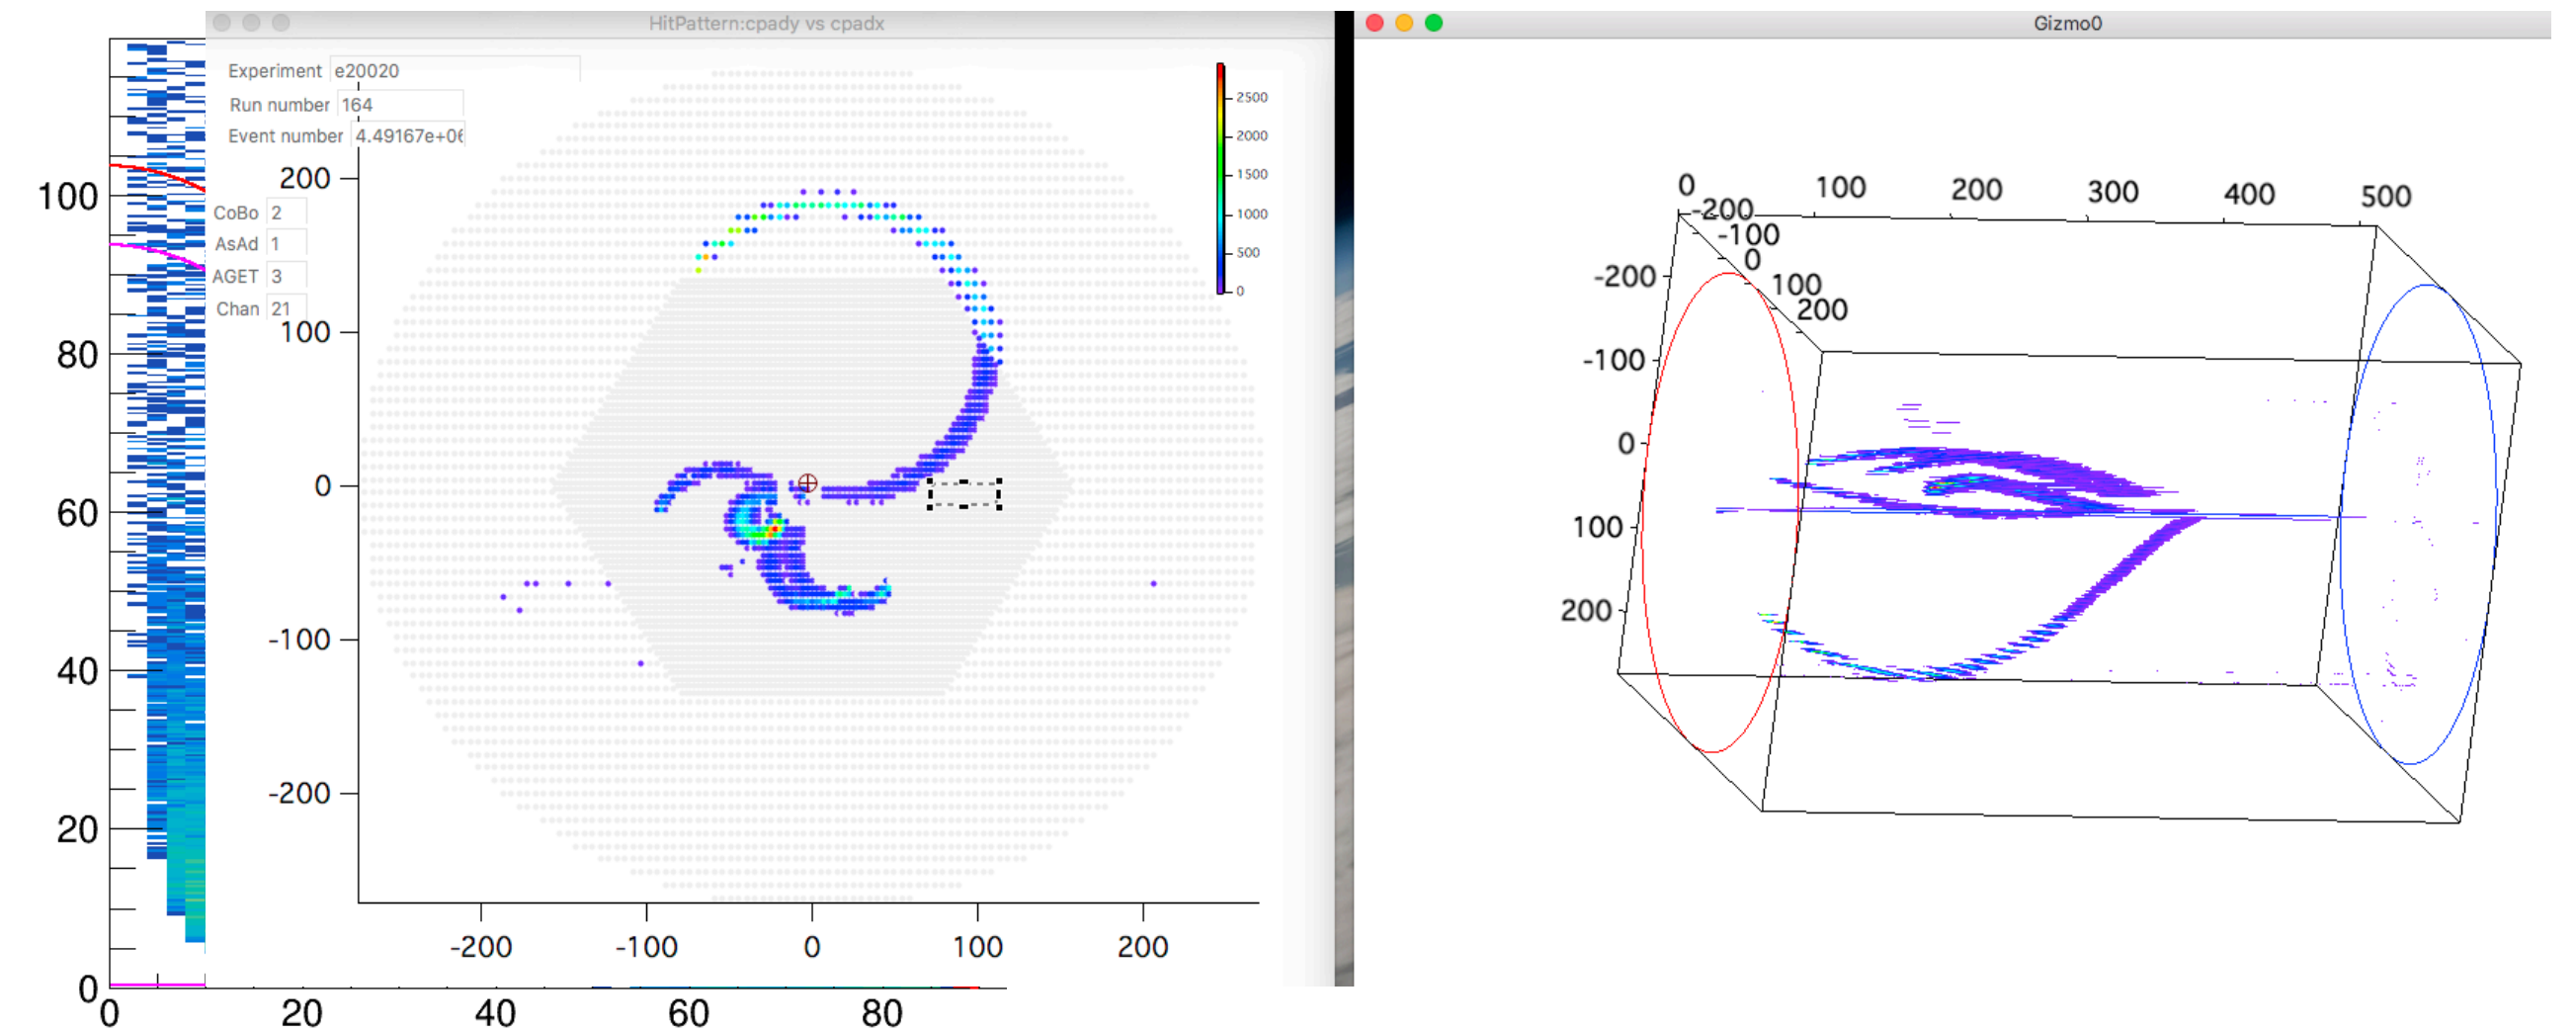 HitPattern:cpady vs cpadx
Experiment e20020
Run number 164
Event number 4.49167e+06
CoBo 2
AsAd 1
AGET 3
Chan 21
2500
2000
1500
1000
500
0
200
100
0
-100
-200
-200 -100 0 100 200
100
80
60
40
20
0
0 20 40 60 80
Gizmo0
0 100 200 300 400 500
-200
-100
0
100
200
-200
-100
0
100
200